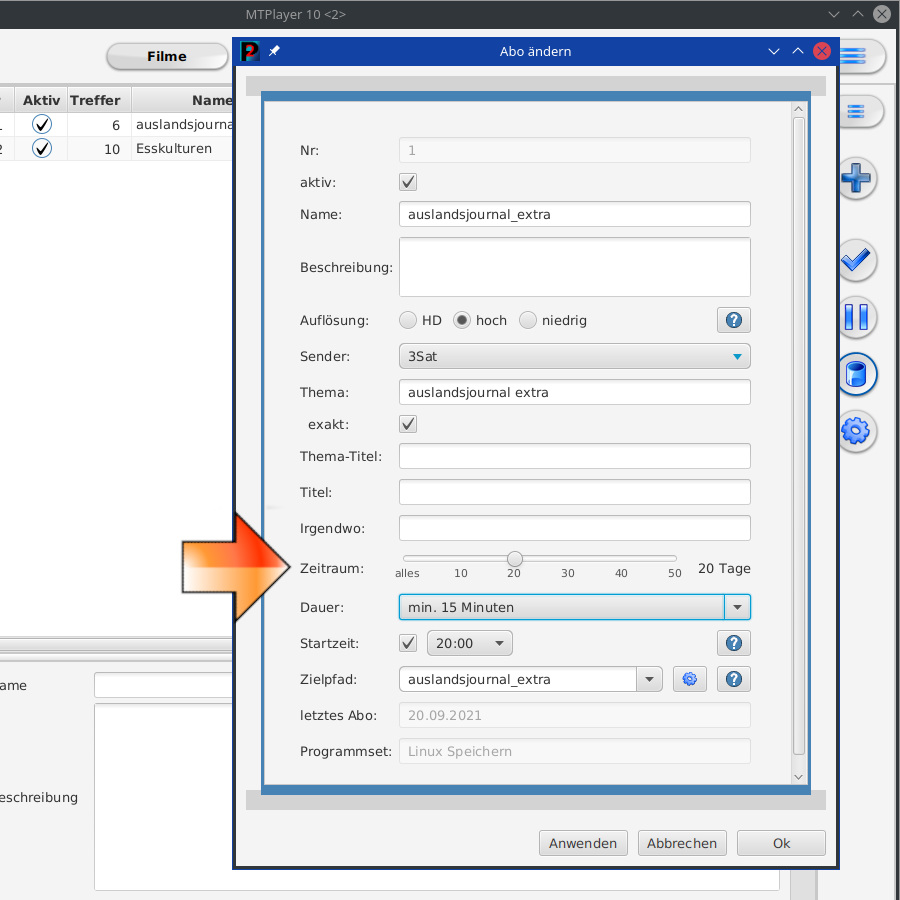 MTPlayer 10 <2>
Filme
Abo ändern
Aktiv Treffer Name
6 auslandsjourna
2 10 Esskulturen
Nr: 1
aktiv:
Name: auslandsjournal_extra
Beschreibung:
Auflösung: HD hoch niedrig ?
Sender: 3Sat
Thema: auslandsjournal extra
exakt:
Thema-Titel:
Titel:
Irgendwo:
Zeitraum: 20 Tage
alles 10 20 30 40 50
Dauer: min. 15 Minuten
Startzeit: 20:00 ?
Zielpfad: auslandsjournal_extra ?
letztes Abo: 20.09.2021
Programmset: Linux Speichern
ame
eschreibung
Anwenden Abbrechen Ok